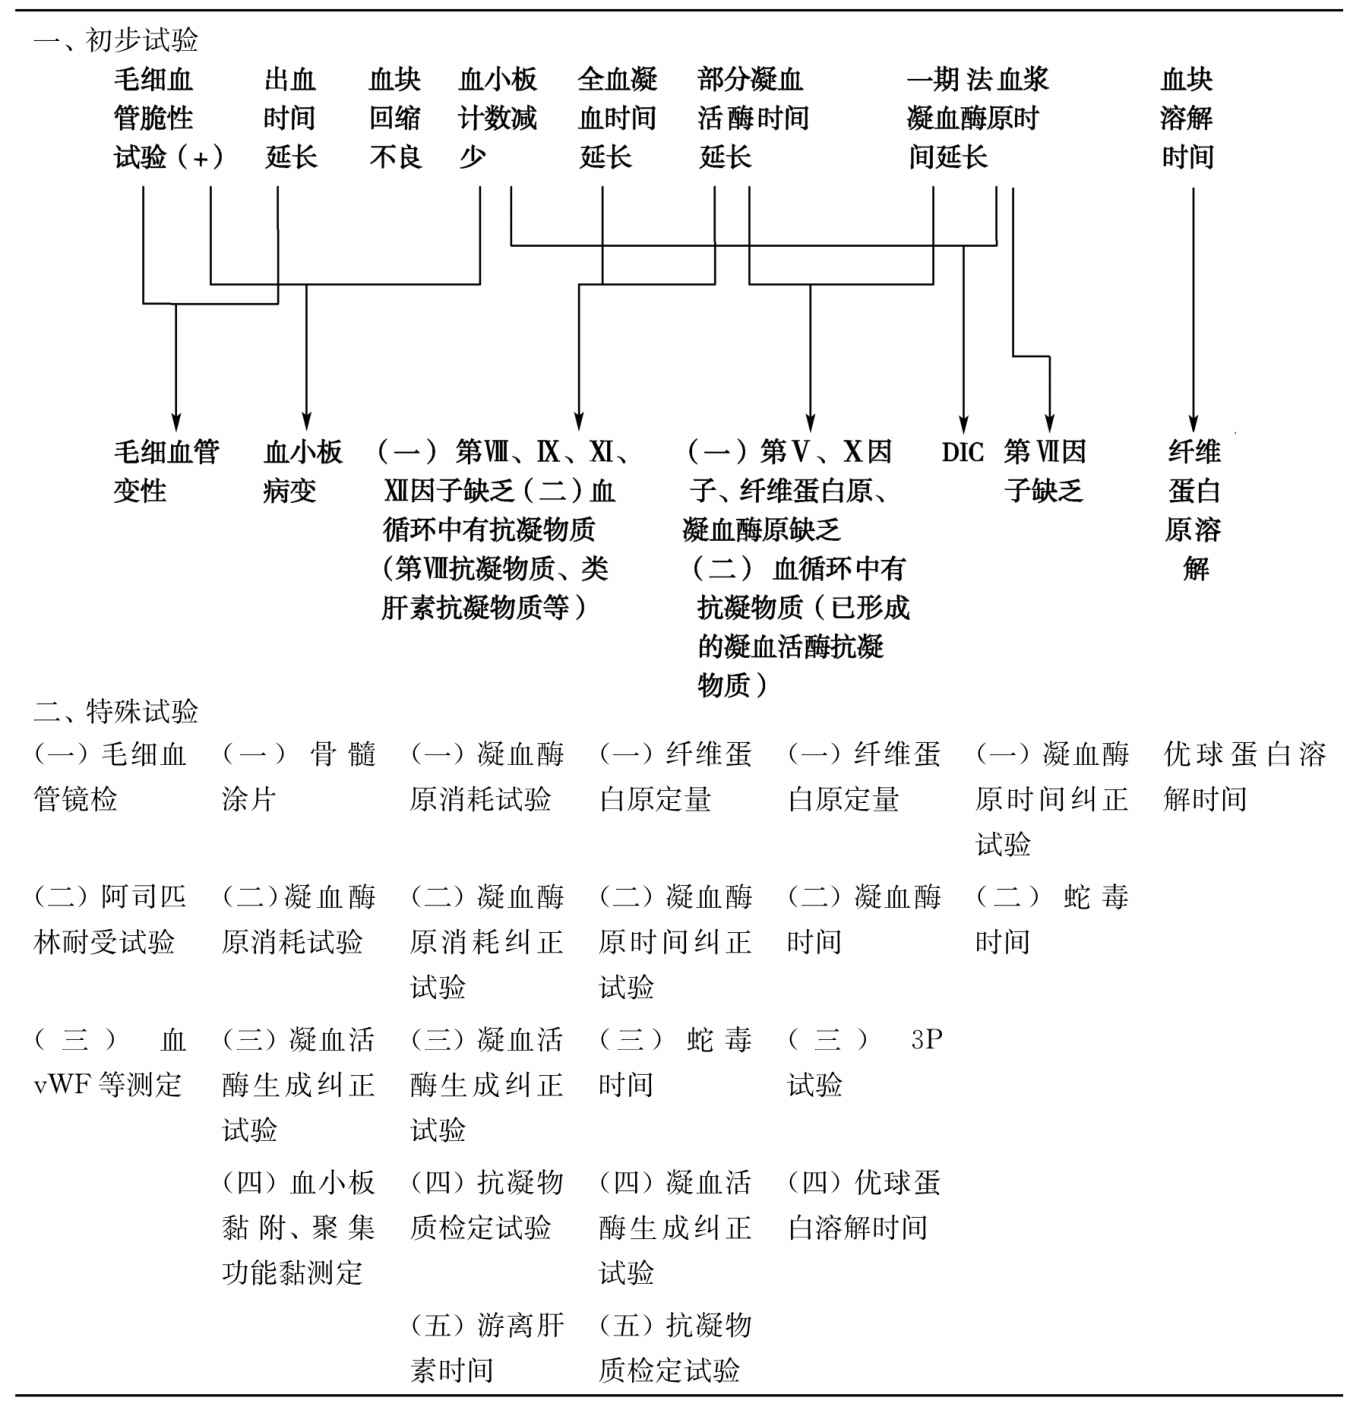 一、初步试验
毛细血 出血 血块 血小板 全血凝 部分凝血 一期法血浆 血块
管脆性 时间 回缩 计数减 血时间 活酶时间 凝血酶原时 溶解
试验(+) 延长 不良 少 延长 延长 间延长 时间
毛细血管 血小板 (一)第Ⅷ、Ⅸ、Ⅺ、 (一)第Ⅴ、Ⅹ因 DIC 第Ⅶ因 纤维
变性 病变 Ⅻ因子缺乏(二)血 子、纤维蛋白原、 子缺乏 蛋白
循环中有抗凝物质 凝血酶原缺乏 原溶
(第Ⅷ抗凝物质、类 (二)血循环中有 解
肝素抗凝物质等) 抗凝物质(已形成
的凝血活酶抗凝
物质)
二、特殊试验
(一)毛细血 (一)骨髓 (一)凝血酶 (一)纤维蛋 (一)纤维蛋 (一)凝血酶 优球蛋白溶
管镜检 涂片 原消耗试验 白原定量 白原定量 原时间纠正 解时间
试验
(二)阿司匹 (二)凝血酶 (二)凝血酶 (二)凝血酶 (二)凝血酶 (二)蛇毒
林耐受试验 原消耗试验 原消耗纠正 原时间纠正 时间 时间
试验 试验
(三)血 (三)凝血活 (三)凝血活 (三)蛇毒 (三)3P
vWF等测定 酶生成纠正 酶生成纠正 时间 试验
试验 试验
(四)血小板 (四)抗凝物 (四)凝血活 (四)优球蛋
黏附、聚集 质检定试验 酶生成纠正 白溶解时间
功能黏测定 试验
(五)游离肝 (五)抗凝物
素时间 质检定试验